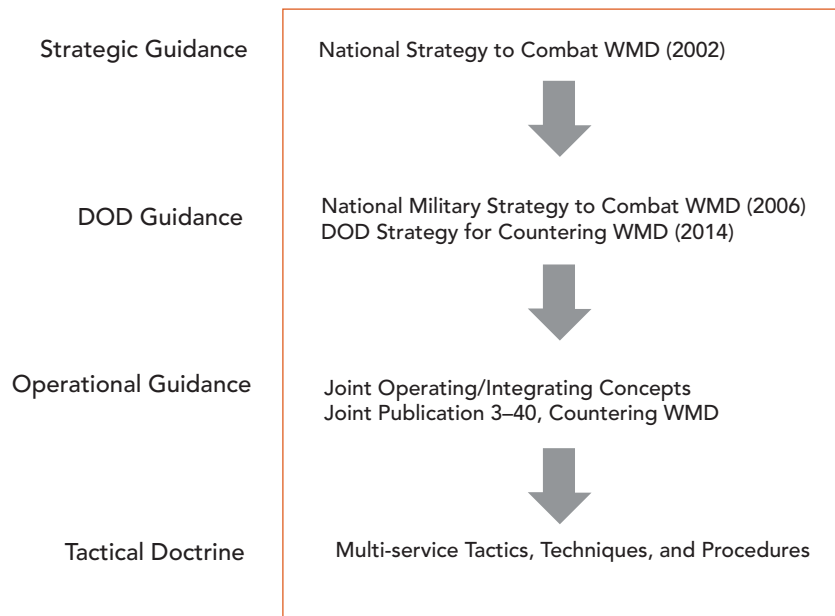 Strategic Guidance
National Strategy to Combat WMD (2002)
DOD Guidance
National Military Strategy to Combat WMD (2006)
DOD Strategy for Countering WMD (2014)
Operational Guidance
Joint Operating/Integrating Concepts
Joint Publication 3–40, Countering WMD
Tactical Doctrine
Multi-service Tactics, Techniques, and Procedures